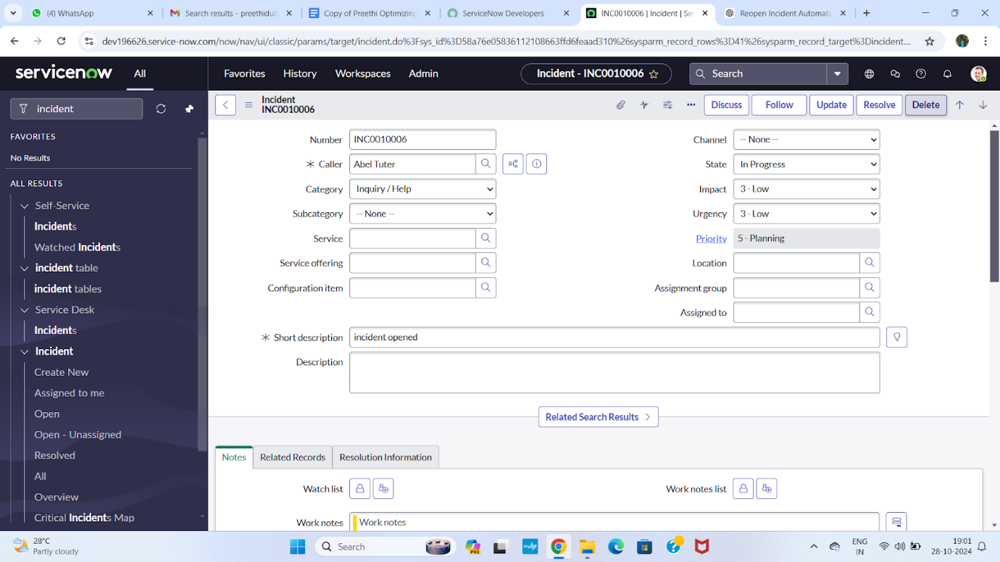 (4) WhatsApp
Search results - preethidub
Copy of Preethi Optimizing
ServiceNow Developers
INC0010006 | Incident | Se
Reopen Incident Automati
dev196626.service-now.com/now/nav/ui/classic/params/target/incident.do%3Fsys_id%3D58a76e05836112108663ffd6feaad310%26sysparm_record_rows%3D41%26sysparm_record_target%3Dincident...
servicenow
All
Favorites
History
Workspaces
Admin
Incident - INC0010006
Search
incident
FAVORITES
No Results
ALL RESULTS
Self-Service
Incidents
Watched Incidents
incident table
incident tables
Service Desk
Incidents
Incident
Create New
Assigned to me
Open
Open - Unassigned
Resolved
All
Overview
Critical Incidents Map
Incident
INC0010006
Discuss
Follow
Update
Resolve
Delete
Number INC0010006
Caller Abel Tuter
Category Inquiry / Help
Subcategory -- None --
Service
Service offering
Configuration item
Channel -- None --
State In Progress
Impact 3 - Low
Urgency 3 - Low
Priority 5 - Planning
Location
Assignment group
Assigned to
Short description incident opened
Description
Related Search Results
Notes
Related Records
Resolution Information
Watch list
Work notes list
Work notes Work notes
28°C
Partly cloudy
Search
PRE
ENG
IN
19:01
28-10-2024